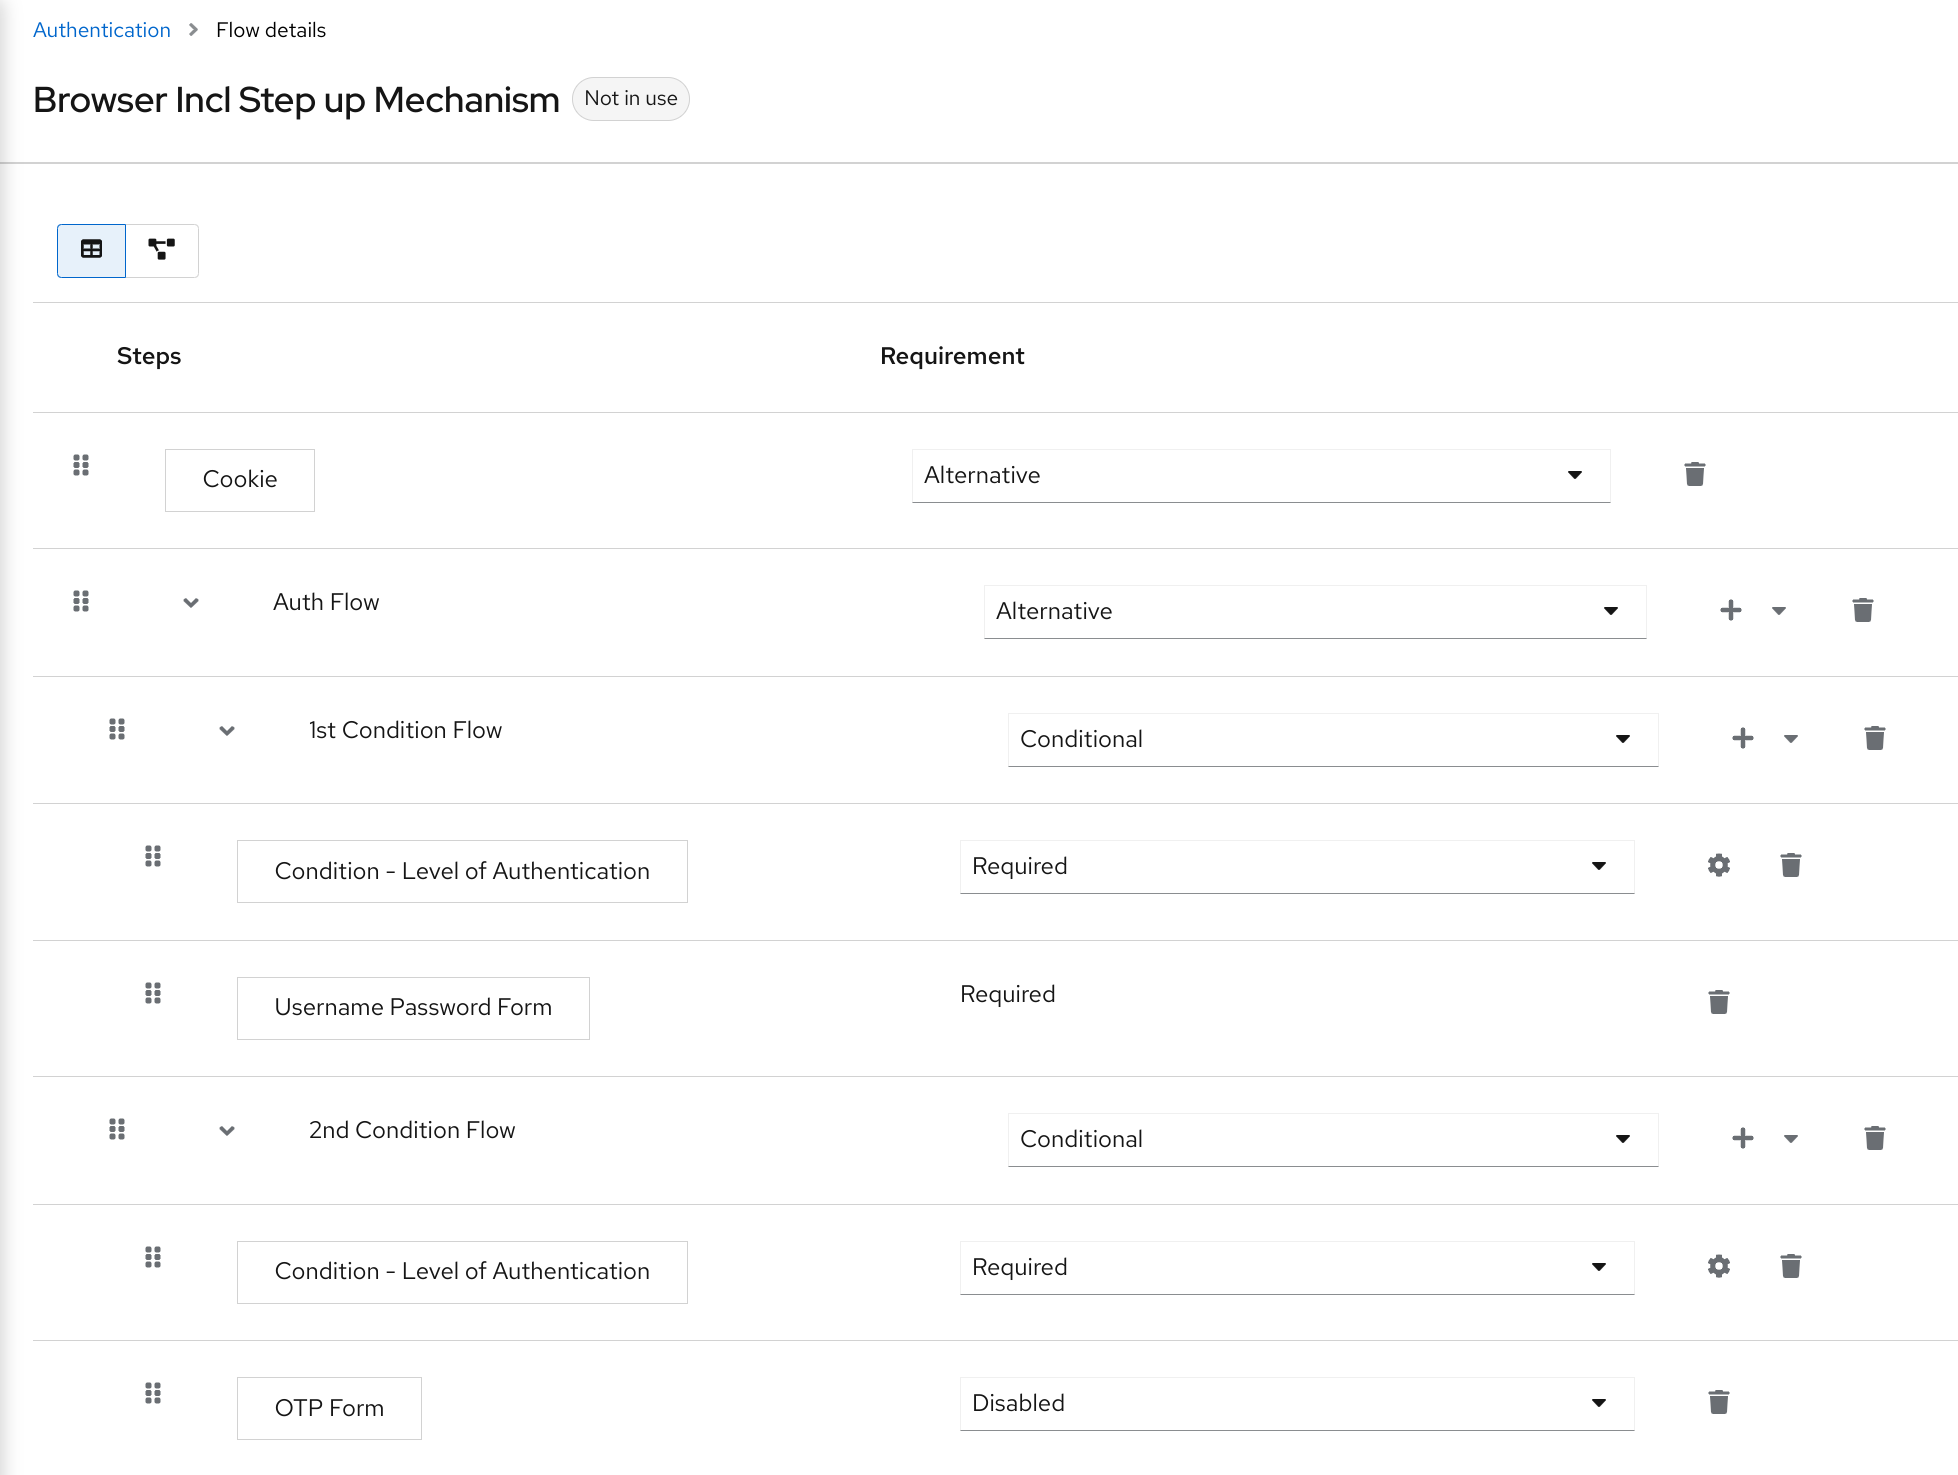 Authentication > Flow details
Browser Incl Step up Mechanism Not in use
Steps Requirement
Cookie Alternative
Auth Flow Alternative
1st Condition Flow Conditional
Condition - Level of Authentication Required
Username Password Form Required
2nd Condition Flow Conditional
Condition - Level of Authentication Required
OTP Form Disabled